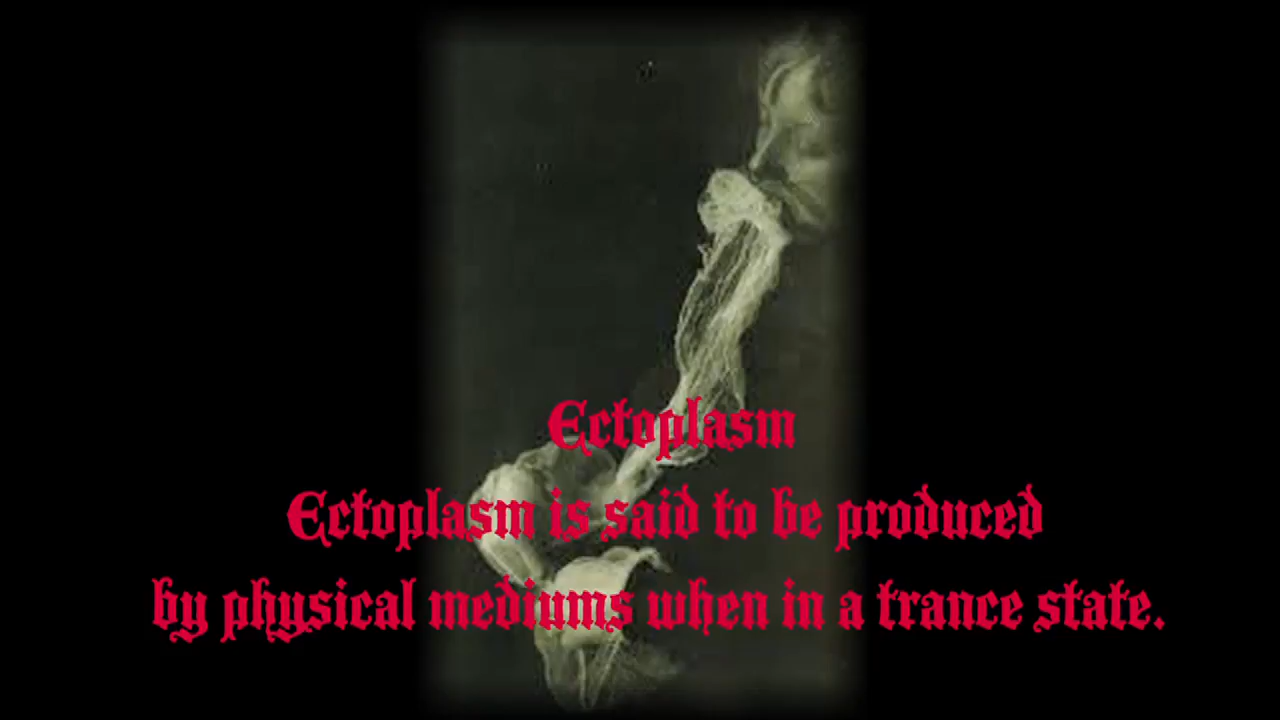 Ectoplasm
Ectoplasm is said to be produced
by physical mediums when in a trance state.